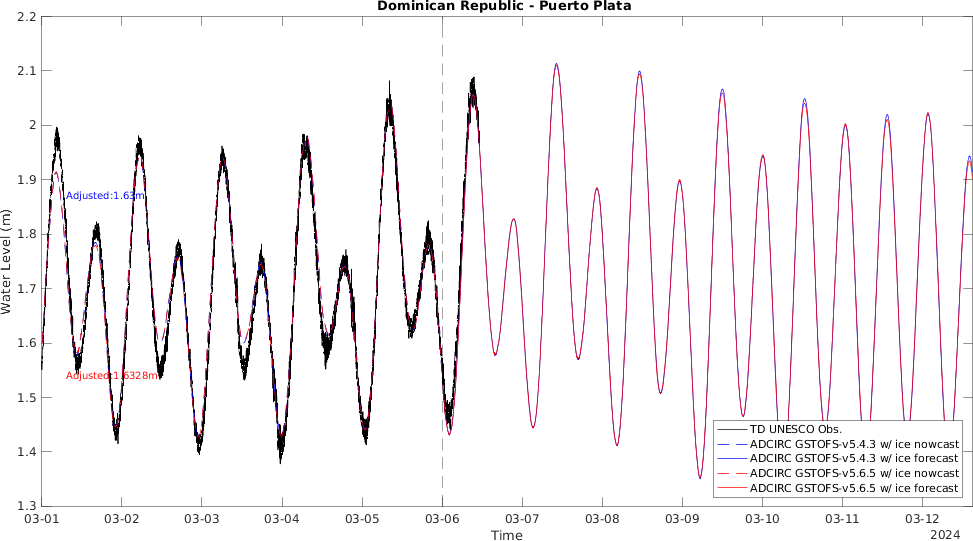 Dominican Republic - Puerto Plata
2.2
2.1
2
1.9
1.8
1.7
1.6
1.5
1.4
1.3
Water Level (m)
Adjusted:1.63m
Adjusted:1.6328m
TD UNESCO Obs.
ADCIRC GSTOFS-v5.4.3 w/ ice nowcast
ADCIRC GSTOFS-v5.4.3 w/ ice forecast
ADCIRC GSTOFS-v5.6.5 w/ ice nowcast
ADCIRC GSTOFS-v5.6.5 w/ ice forecast
03-01 03-02 03-03 03-04 03-05 03-06 03-07 03-08 03-09 03-10 03-11 03-12
Time
2024